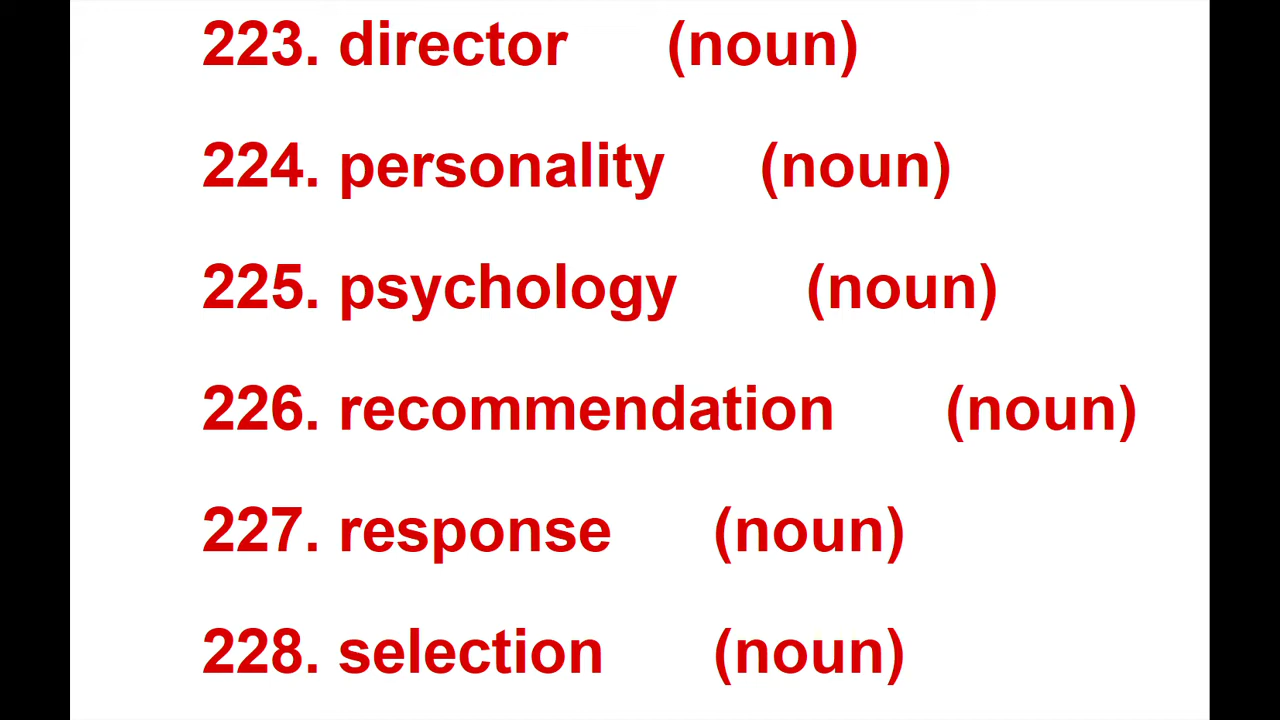 223. director (noun)
224. personality (noun)
225. psychology (noun)
226. recommendation (noun)
227. response (noun)
228. selection (noun)